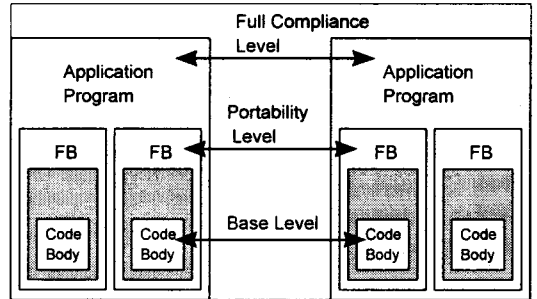 Full Compliance
Level
Application
Program
Application
Program
Portability
Level
FB
FB
FB
FB
Base Level
Code
Body
Code
Body
Code
Body
Code
Body